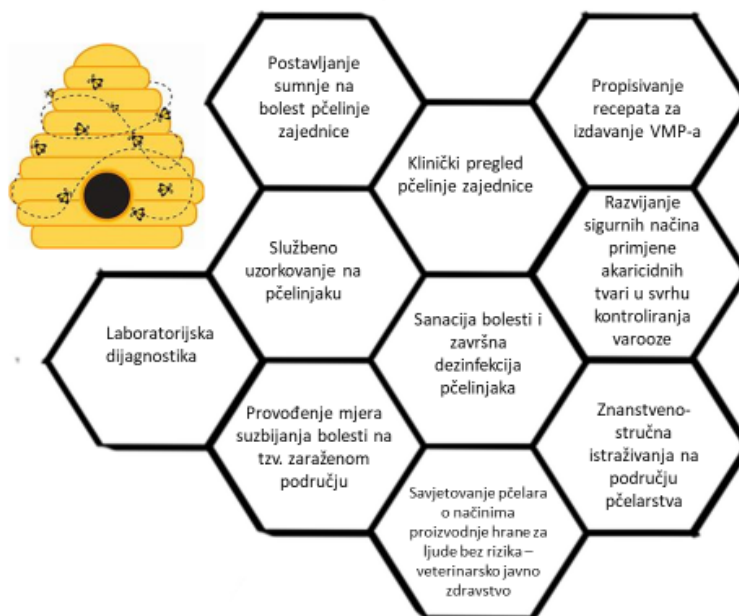 Postavljanje
sumnje na
bolest pčelinje
zajednice
Propisivanje
recepata za
izdavanje VMP-a
Klinički pregled
pčelinje zajednice
Službeno
uzorkovanje na
pčelinjaku
Razvijanje
sigurnih načina
primjene
akaricidnih
tvari u svrhu
kontroliranja
varooze
Laboratorijska
dijagnostika
Sanacija bolesti i
završna
dezinfekcija
pčelinjaka
Provođenje mjera
suzbijanja bolesti na
tzv. zaraženom
području
Znanstveno-
stručna
istraživanja na
području
pčelarstva
Savjetovanje pčelara
o načinima
proizvodnje hrane za
ljude bez rizika –
veterinarsko javno
zdravstvo